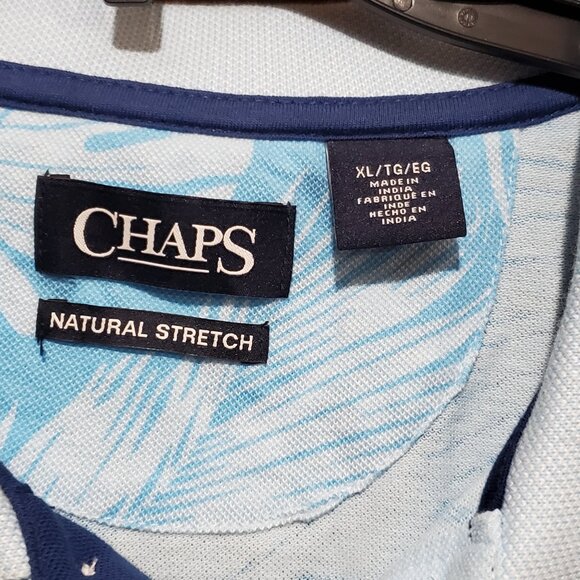 CHAPS
NATURAL STRETCH
XL/TG/EG
MADE IN
INDIA
FABRIQUÉ EN
INDE
HECHO EN
INDIA